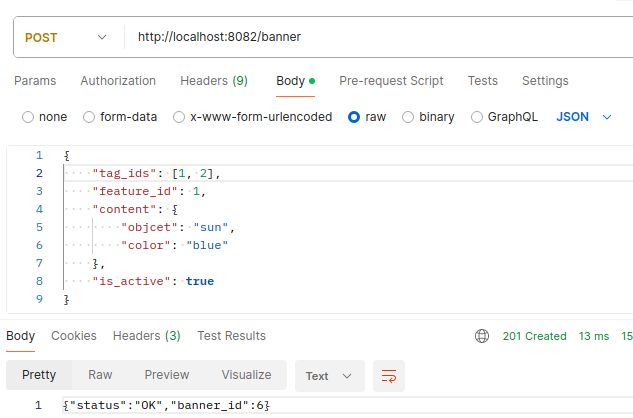 POST http://localhost:8082/banner
Params Authorization Headers (9) Body Pre-request Script Tests Settings
none form-data x-www-form-urlencoded raw binary GraphQL JSON
1 {
2 "tag_ids": [1, 2],
3 "feature_id": 1,
4 "content": {
5 "objcet": "sun",
6 "color": "blue"
7 },
8 "is_active": true
9 }
Body Cookies Headers (3) Test Results 201 Created 13 ms 15
Pretty Raw Preview Visualize Text
1 {"status":"OK","banner_id":6}